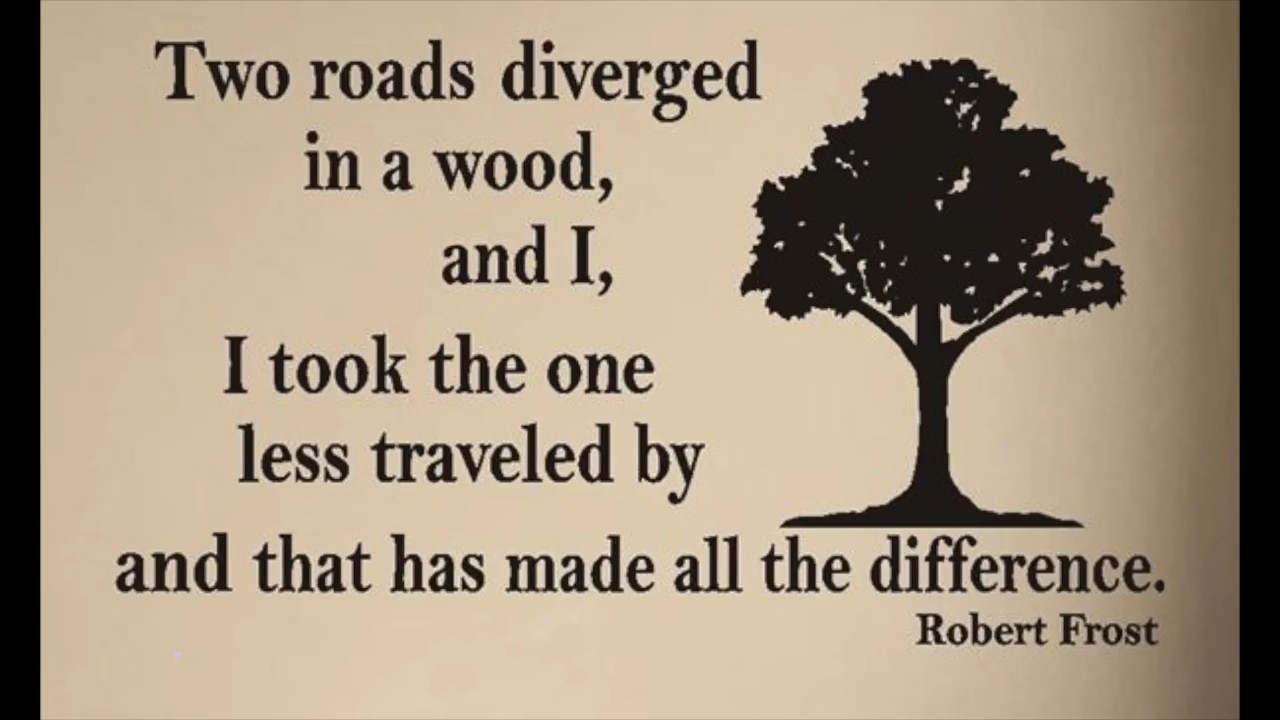 Two roads diverged
in a wood,
and I,
I took the one
less traveled by
and that has made all the difference.
Robert Frost